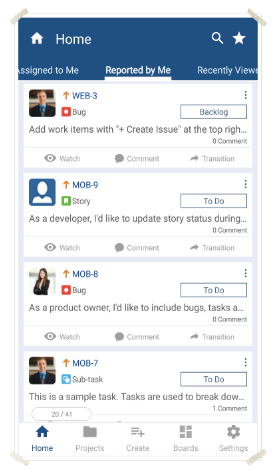 Home
Assigned to Me Reported by Me Recently Viewe
WEB-3
Bug Backlog
Add work items with "+ Create Issue" at the top righ...
0 Comment
Watch Comment Transition
MOB-9
Story To Do
As a developer, I'd like to update story status during...
0 Comment
Watch Comment Transition
MOB-8
Bug To Do
As a product owner, I'd like to include bugs, tasks a...
0 Comment
Watch Comment Transition
MOB-7
Sub-task To Do
This is a sample task. Tasks are used to break dow...
1 Comment
20 / 41
Home Projects Create Boards Settings